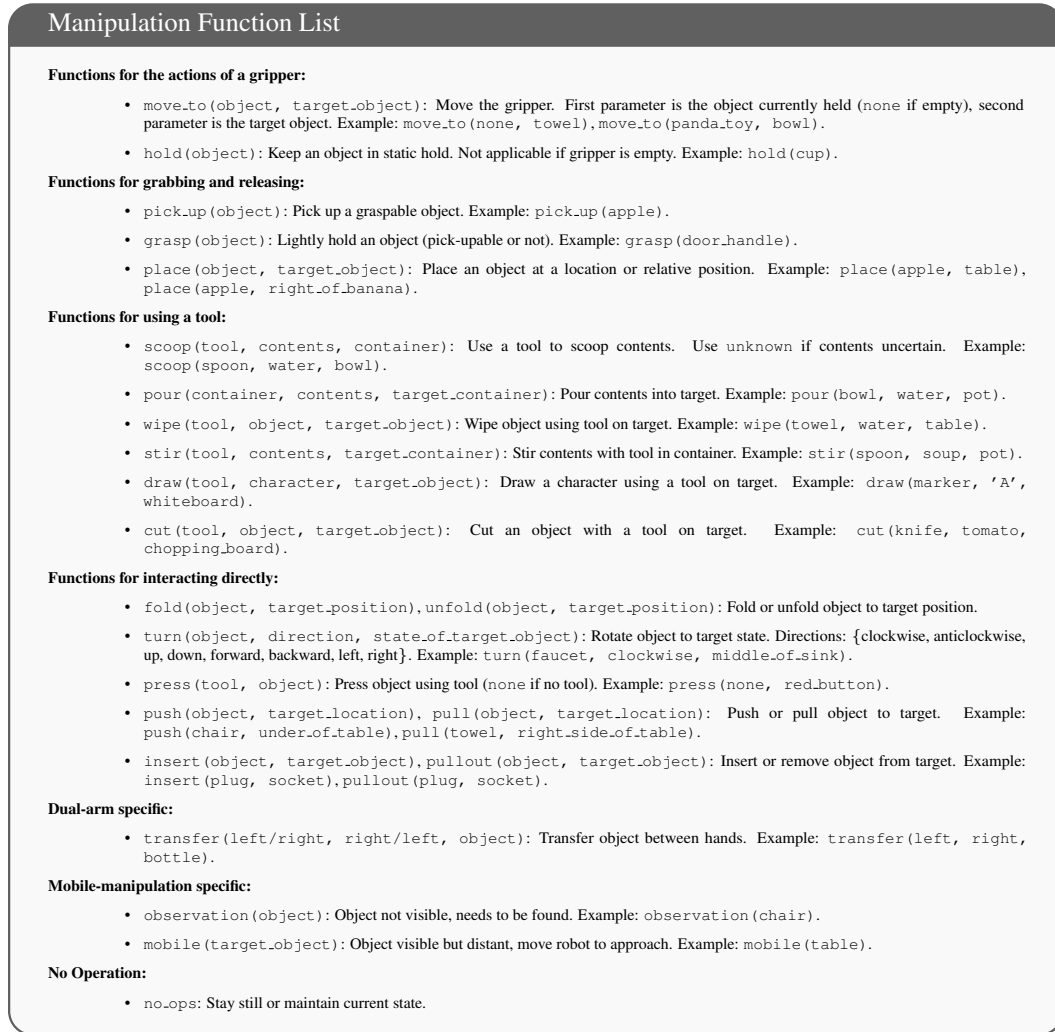 Manipulation Function List
Functions for the actions of a gripper:
• move_to(object, target_object): Move the gripper. First parameter is the object currently held (none if empty), second
parameter is the target object. Example: move_to(none, towel), move_to(panda_toy, bowl).
• hold(object): Keep an object in static hold. Not applicable if gripper is empty. Example: hold(cup).
Functions for grabbing and releasing:
• pick_up(object): Pick up a graspable object. Example: pick_up(apple).
• grasp(object): Lightly hold an object (pick-upable or not). Example: grasp(door_handle).
• place(object, target_object): Place an object at a location or relative position. Example: place(apple, table),
place(apple, right_of_banana).
Functions for using a tool:
• scoop(tool, contents, container): Use a tool to scoop contents. Use unknown if contents uncertain. Example:
scoop(spoon, water, bowl).
• pour(container, contents, target_container): Pour contents into target. Example: pour(bowl, water, pot).
• wipe(tool, object, target_object): Wipe object using tool on target. Example: wipe(towel, water, table).
• stir(tool, contents, target_container): Stir contents with tool in container. Example: stir(spoon, soup, pot).
• draw(tool, character, target_object): Draw a character using a tool on target. Example: draw(marker, 'A',
whiteboard).
• cut(tool, object, target_object): Cut an object with a tool on target. Example: cut(knife, tomato,
chopping_board).
Functions for interacting directly:
• fold(object, target_position), unfold(object, target_position): Fold or unfold object to target position.
• turn(object, direction, state_of_target_object): Rotate object to target state. Directions: {clockwise, anticlockwise,
up, down, forward, backward, left, right}. Example: turn(faucet, clockwise, middle_of_sink).
• press(tool, object): Press object using tool (none if no tool). Example: press(none, red_button).
• push(object, target_location), pull(object, target_location): Push or pull object to target. Example:
push(chair, under_of_table), pull(towel, right_side_of_table).
• insert(object, target_object), pullout(object, target_object): Insert or remove object from target. Example:
insert(plug, socket), pullout(plug, socket).
Dual-arm specific:
• transfer(left/right, right/left, object): Transfer object between hands. Example: transfer(left, right,
bottle).
Mobile-manipulation specific:
• observation(object): Object not visible, needs to be found. Example: observation(chair).
• mobile(target_object): Object visible but distant, move robot to approach. Example: mobile(table).
No Operation:
• no_ops: Stay still or maintain current state.